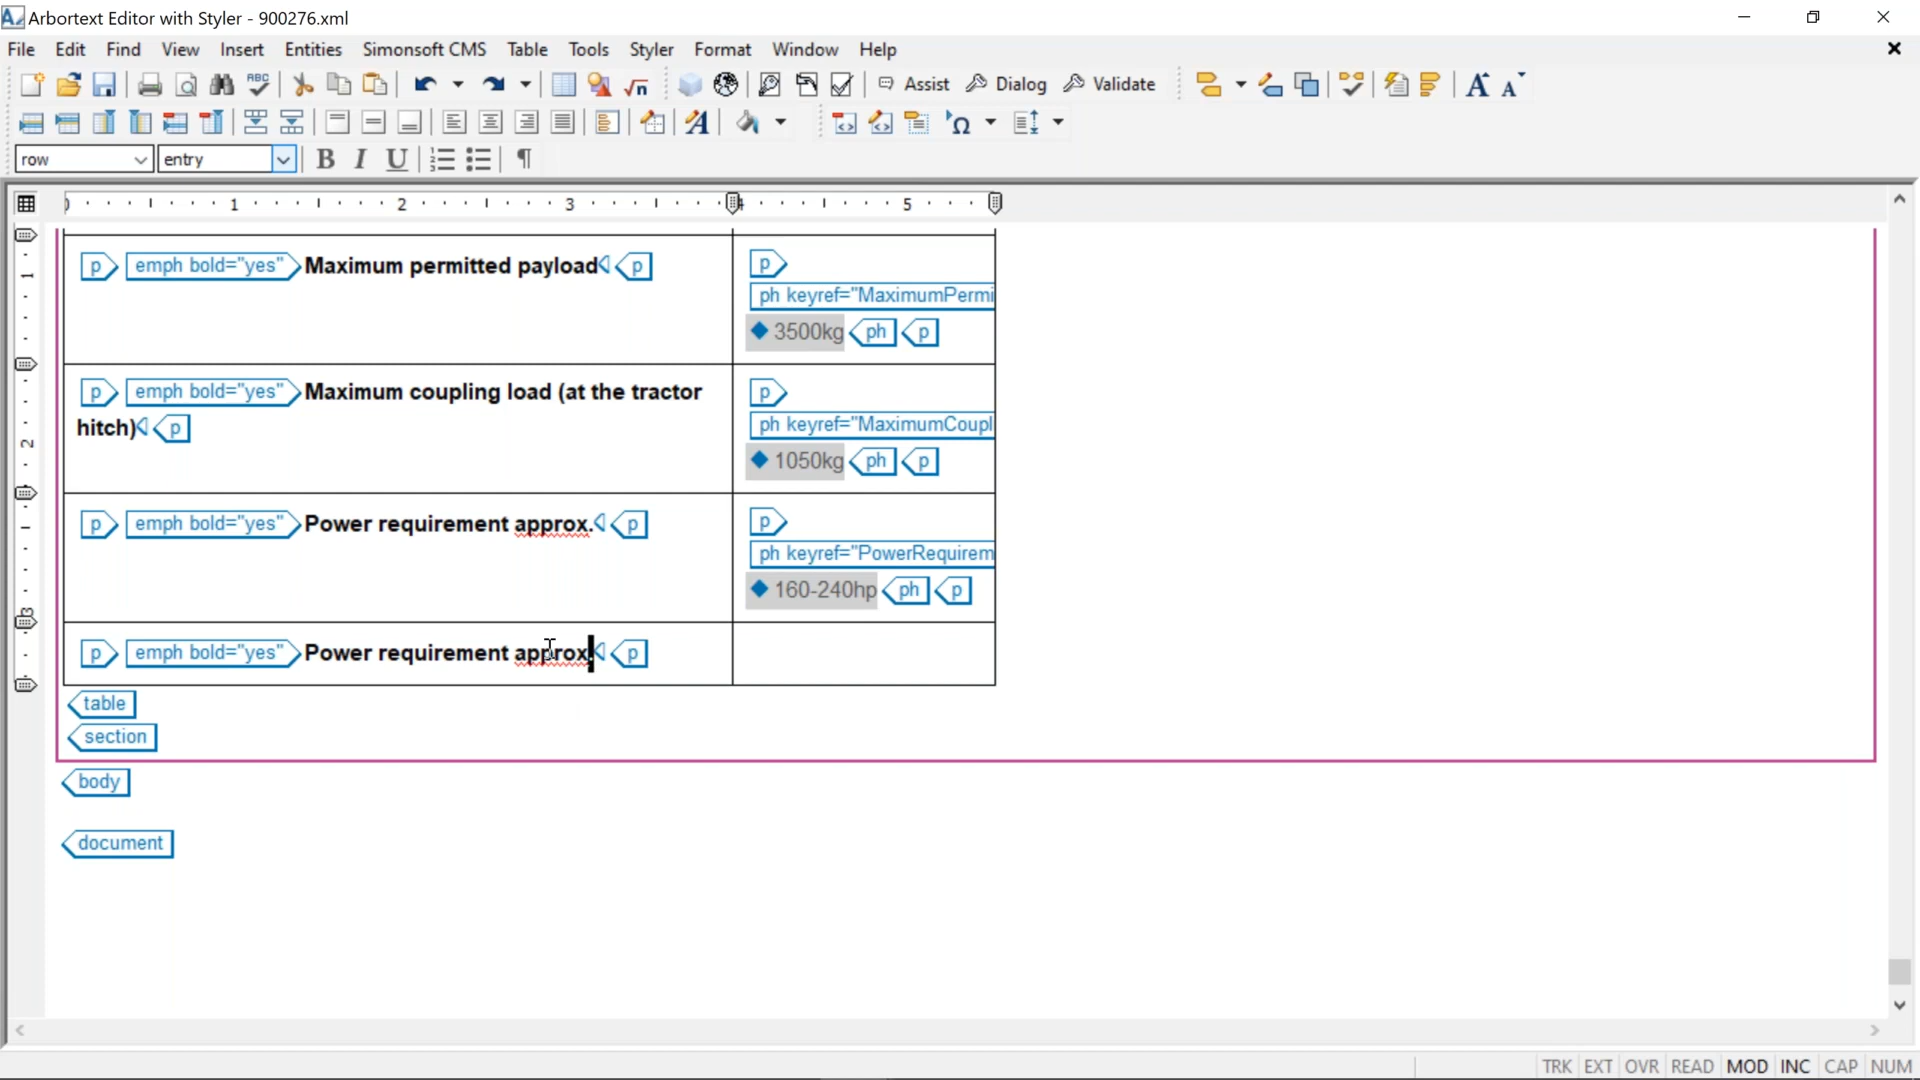 Arbortext Editor with Styler - 900276.xml
File Edit Find View Insert Entities Simonsoft CMS Table Tools Styler Format Window Help
Assist Dialog Validate
row entry B I U
1 2 3 4 5
p emph bold="yes" Maximum permitted payload p
p
ph keyref="MaximumPermi
3500kg ph p
p emph bold="yes" Maximum coupling load (at the tractor
hitch) p
p
ph keyref="MaximumCoupl
1050kg ph p
p emph bold="yes" Power requirement approx. p
p
ph keyref="PowerRequirem
160-240hp ph p
p emph bold="yes" Power requirement approx. p
table
section
body
document
TRK EXT OVR READ MOD INC CAP NUM